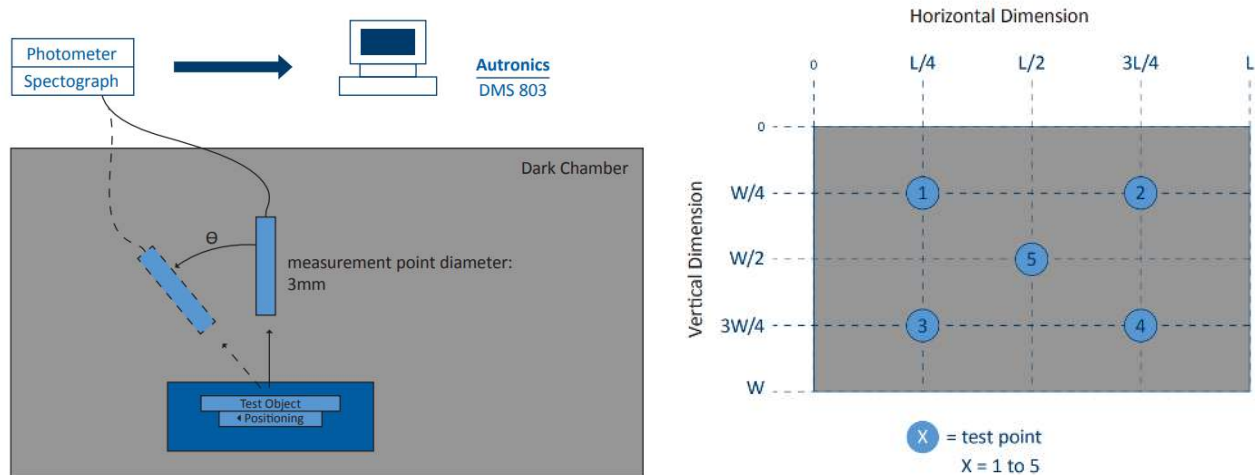 Photometer
Spectograph
Autronics
DMS 803
Dark Chamber
Θ
measurement point diameter:
3mm
Test Object
Positioning
Horizontal Dimension
0 L/4 L/2 3L/4 L
Vertical Dimension
0
W/4
W/2
3W/4
W
1 2
5
3 4
X = test point
X = 1 to 5